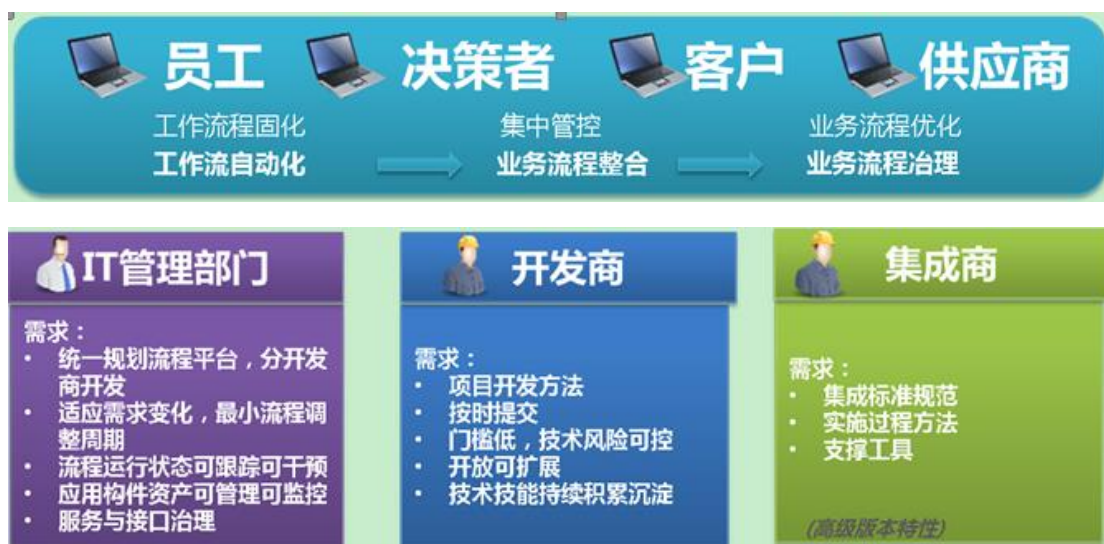 员工 决策者 客户 供应商
工作流程固化 集中管控 业务流程优化
工作流自动化 业务流程整合 业务流程冶理
IT管理部门
需求：
• 统一规划流程平台，分开发
商开发
• 适应需求变化，最小流程调
整周期
• 流程运行状态可跟踪可干预
• 应用构件资产可管理可监控
• 服务与接口治理
开发商
需求：
• 项目开发方法
• 按时提交
• 门槛低，技术风险可控
• 开放可扩展
• 技术技能持续积累沉淀
集成商
需求：
• 集成标准规范
• 实施过程方法
• 支撑工具
(高级版本特性)